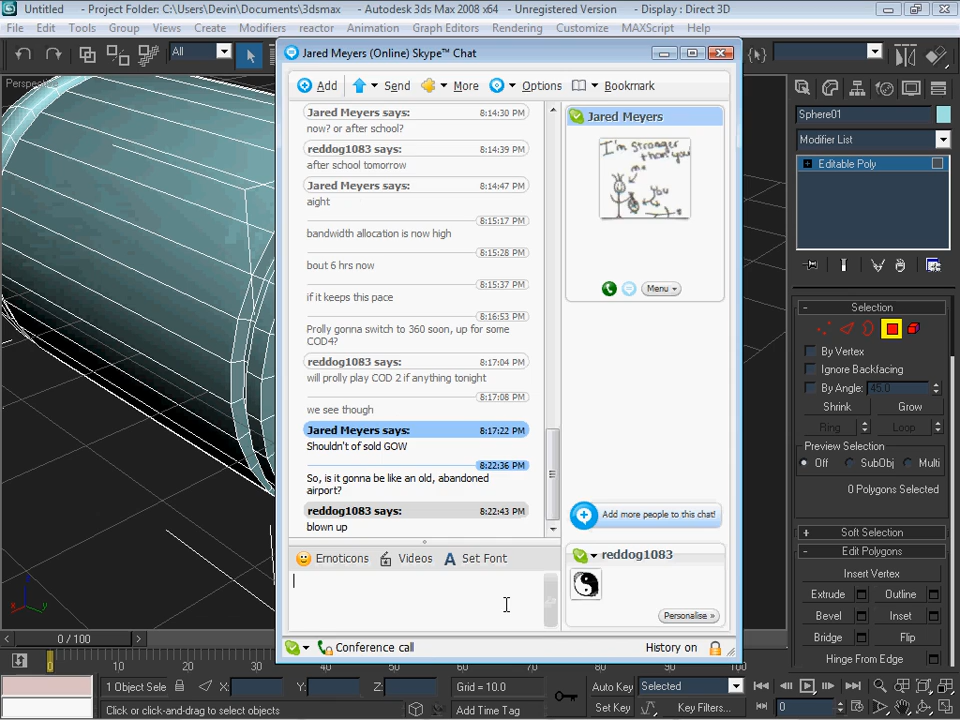 Untitled - Project Folder: C:\Users\Devin\Documents\3dsmax - Autodesk 3ds Max 2008 x64 - Unregistered Version - Display : Direct 3D
File Edit Tools Group Views Create Modifiers reactor Animation Graph Editors Rendering Customize MAXScript Help
All
Jared Meyers (Online) Skype™ Chat
Add Send More Options Bookmark
Jared Meyers says: 8:14:30 PM
now? or after school?
reddog1083 says: 8:14:39 PM
after school tomorrow
Jared Meyers says: 8:14:47 PM
aight
8:15:17 PM
bandwidth allocation is now high
8:15:28 PM
bout 6 hrs now
8:15:37 PM
if it keeps this pace
8:16:53 PM
Prolly gonna switch to 360 soon, up for some
COD4?
reddog1083 says: 8:17:04 PM
will prolly play COD 2 if anything tonight
8:17:08 PM
we see though
Jared Meyers says: 8:17:22 PM
Shouldn't of sold GOW
8:22:36 PM
So, is it gonna be like an old, abandoned
airport?
reddog1083 says: 8:22:43 PM
blown up
Emoticons Videos A Set Font
Conference call
History on
Jared Meyers
I'm stronger
than you
me
you
Menu
Add more people to this chat!
reddog1083
Personalise »
Sphere01
Modifier List
Editable Poly
- Selection
By Vertex
Ignore Backfacing
By Angle: 45.0
Shrink Grow
Ring Loop
Preview Selection
Off SubObj Multi
0 Polygons Selected
+ Soft Selection
- Edit Polygons
Insert Vertex
Extrude Outline
Bevel Inset
Bridge Flip
Hinge From Edge
x y z
< 0 / 100 >
0 10 20 30 40 50 60 70 80 90 100
1 Object Sele X: Y: Z: Grid = 10.0 Auto Key Selected
Click or click-and-drag to select objects Add Time Tag Set Key Key Filters... 0